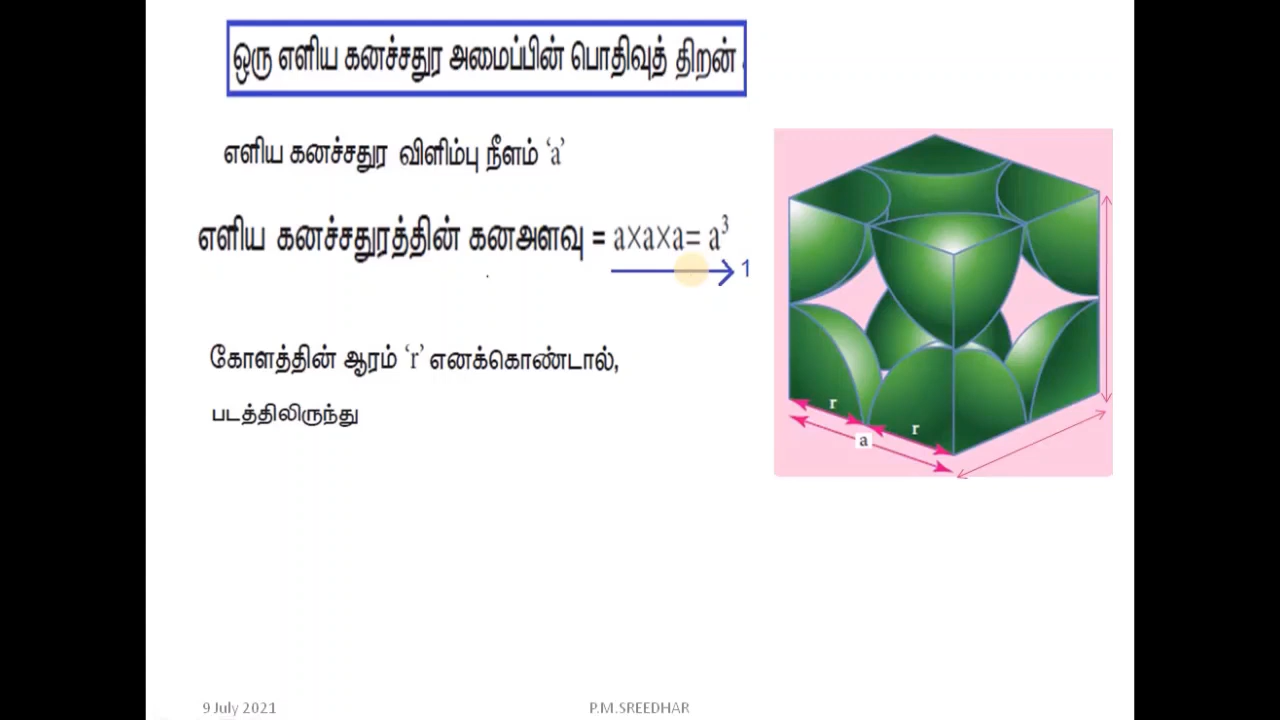 ஒரு எளிய கனச்சதுர அமைப்பின் பொதிவுத் திறன்
எளிய கனச்சதுர விளிம்பு நீளம் ‘a’
எளிய கனச்சதுரத்தின் கனஅளவு = a×a×a= a³
1
கோளத்தின் ஆரம் ‘r’ எனக்கொண்டால்,
படத்திலிருந்து
r
r
a
9 July 2021
P.M.SREEDHAR